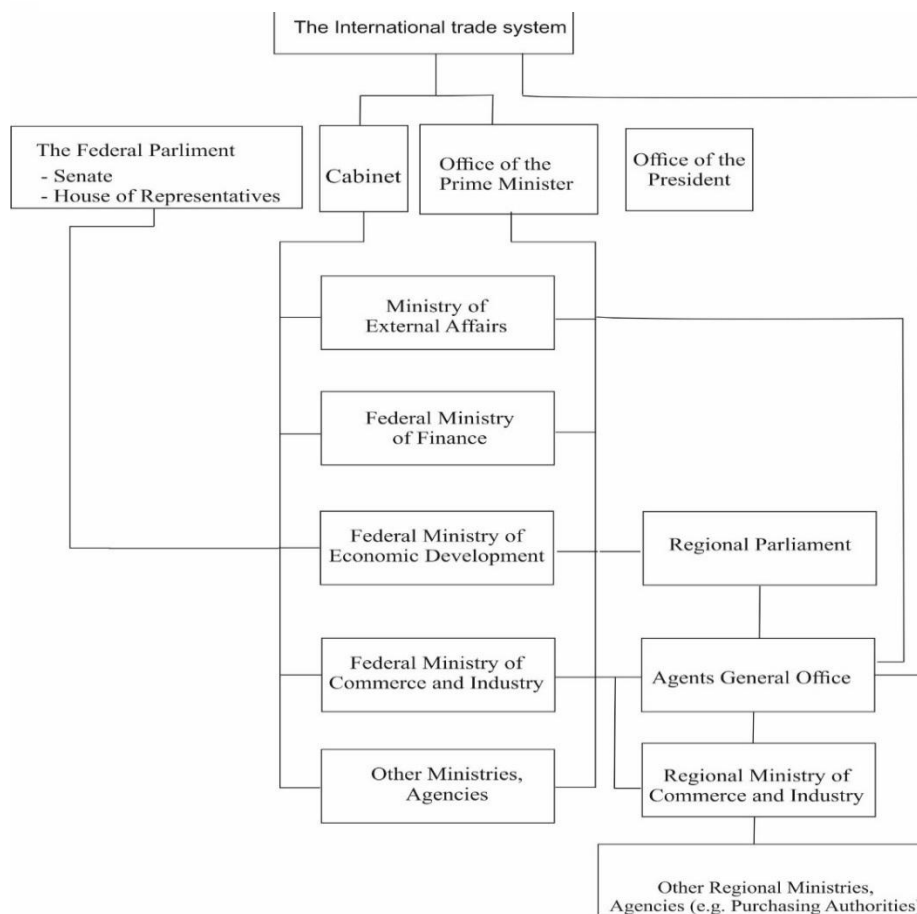 The International trade system
The Federal Parliment
- Senate
- House of Representatives
Cabinet
Office of the
Prime Minister
Office of the
President
Ministry of
External Affairs
Federal Ministry
of Finance
Federal Ministry of
Economic Development
Regional Parliament
Federal Ministry of
Commerce and Industry
Agents General Office
Other Ministries,
Agencies
Regional Ministry of
Commerce and Industry
Other Regional Ministries,
Agencies (e.g. Purchasing Authorities)